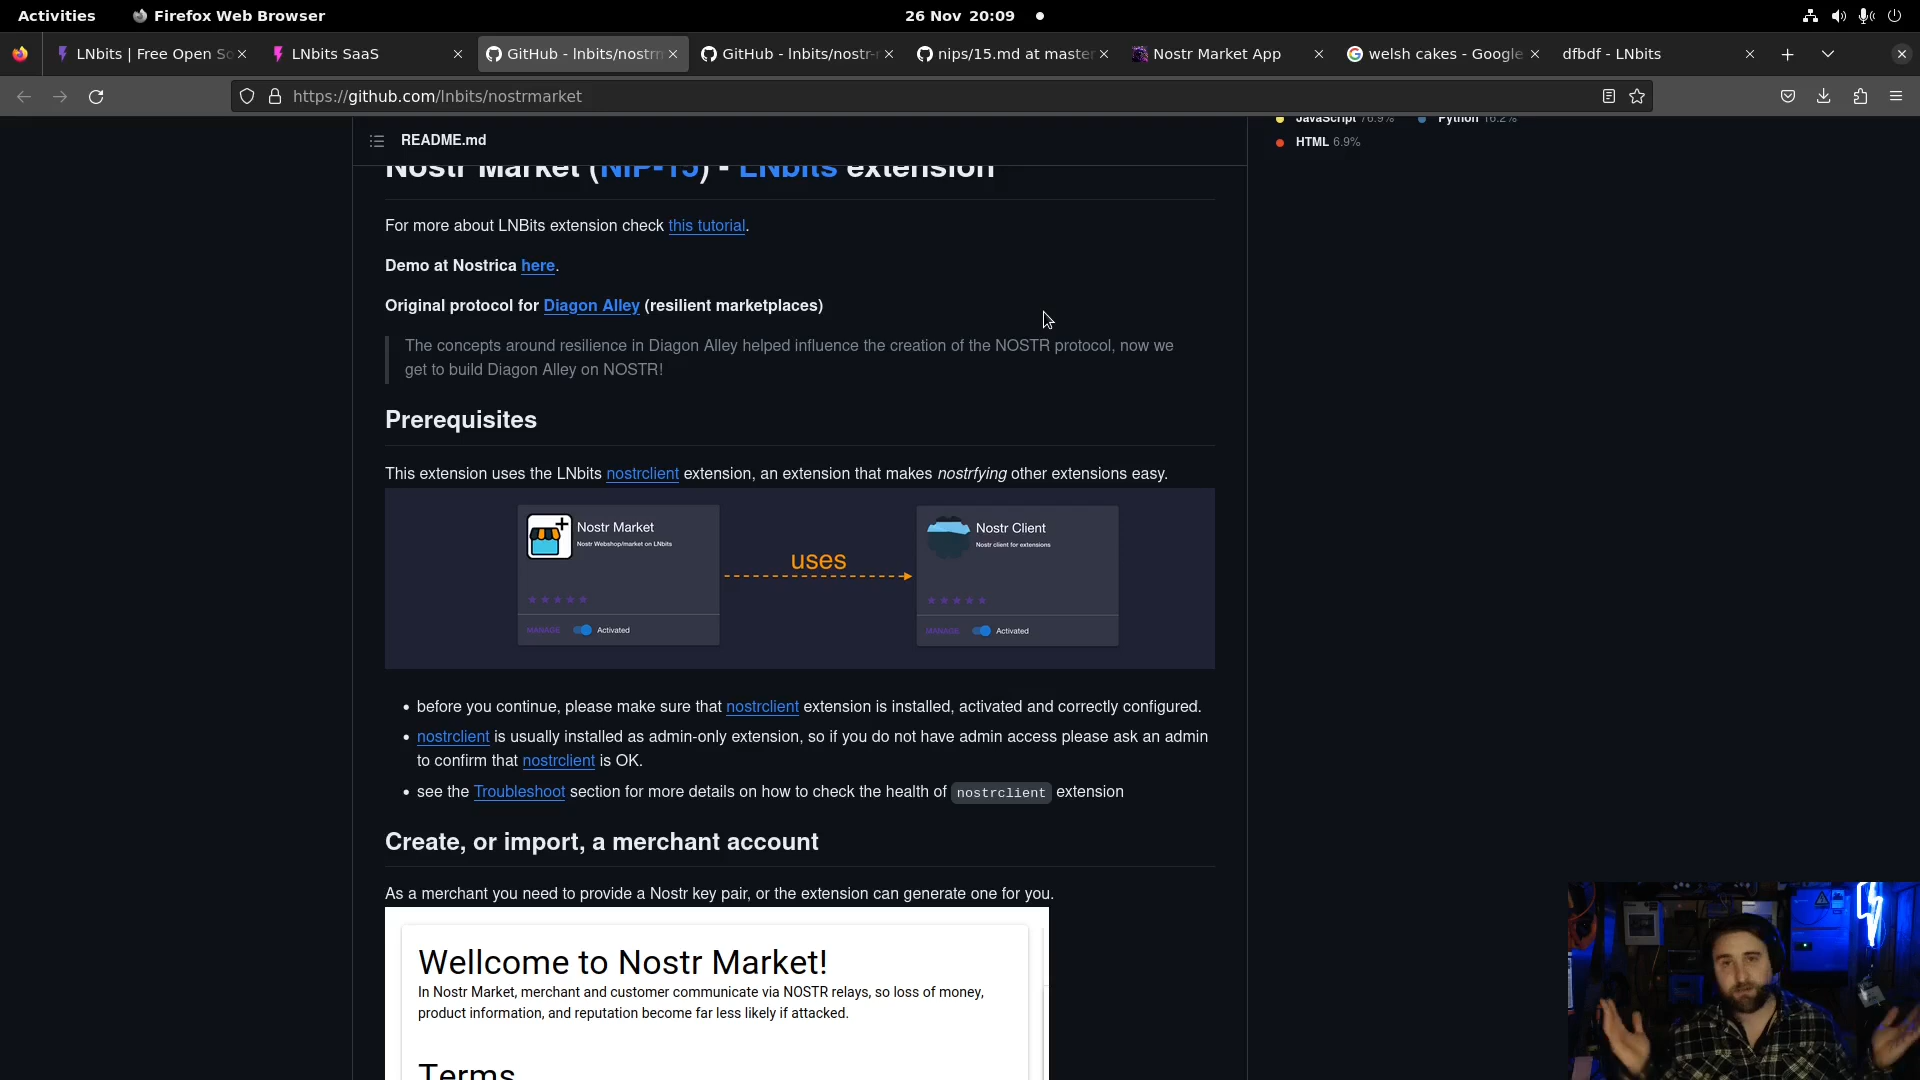 Activities
Firefox Web Browser
26 Nov 20:09
LNbits | Free Open So
LNbits SaaS
GitHub - lnbits/nostrm
GitHub - lnbits/nostr-
nips/15.md at master
Nostr Market App
welsh cakes - Google
dfbdf - LNbits
https://github.com/lnbits/nostrmarket
README.md
JavaScript 76.9%
Python 16.2%
HTML 6.9%
Nostr Market (NIP-15) - LNbits extension
For more about LNBits extension check this tutorial.
Demo at Nostrica here.
Original protocol for Diagon Alley (resilient marketplaces)
The concepts around resilience in Diagon Alley helped influence the creation of the NOSTR protocol, now we
get to build Diagon Alley on NOSTR!
Prerequisites
This extension uses the LNbits nostrclient extension, an extension that makes nostrfying other extensions easy.
Nostr Market
Nostr Webshop/market on LNbits
MANAGE
Activated
uses
Nostr Client
Nostr client for extensions
MANAGE
Activated
• before you continue, please make sure that nostrclient extension is installed, activated and correctly configured.
• nostrclient is usually installed as admin-only extension, so if you do not have admin access please ask an admin
to confirm that nostrclient is OK.
• see the Troubleshoot section for more details on how to check the health of nostrclient extension
Create, or import, a merchant account
As a merchant you need to provide a Nostr key pair, or the extension can generate one for you.
Wellcome to Nostr Market!
In Nostr Market, merchant and customer communicate via NOSTR relays, so loss of money,
product information, and reputation become far less likely if attacked.
Terms